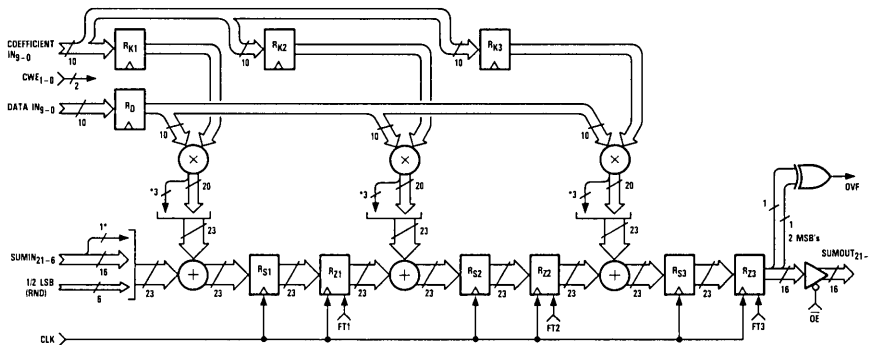 COEFFICIENT
IN9-0
10
RK1
10
RK2
10
RK3
CWE1-0
2
DATA IN9-0
10
RD
10
10
10
×
×
×
*3
20
*3
20
*3
20
23
23
23
OVF
1
1
2 MSB's
1*
SUMIN21-6
16
1/2 LSB
(RND)
6
23
+
23
RS1
23
RZ1
23
+
23
RS2
23
RZ2
23
+
23
RS3
23
RZ3
16
SUMOUT21-
16
OE
FT1
FT2
FT3
CLK